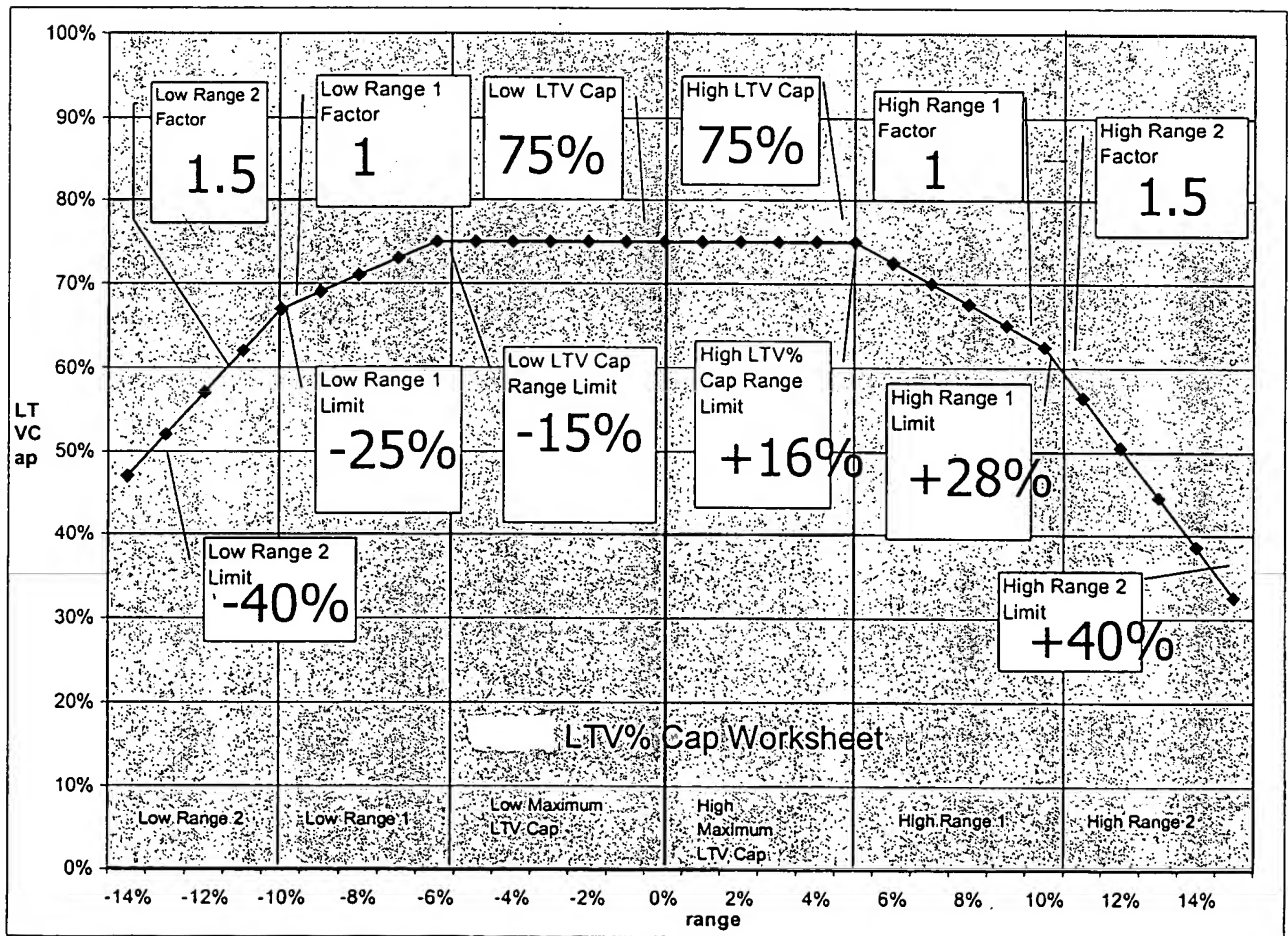 100%
90%
80%
70%
60%
50%
40%
30%
20%
10%
0%
LT
VC
ap
Low Range 2
Factor
1.5
Low Range 1
Factor
1
Low LTV Cap
75%
High LTV Cap
75%
High Range 1
Factor
1
High Range 2
Factor
1.5
Low Range 1
Limit
-25%
Low LTV Cap
Range Limit
-15%
High LTV%
Cap Range
Limit
+16%
High Range 1
Limit
+28%
Low Range 2
Limit
-40%
High Range 2
Limit
+40%
LTV% Cap Worksheet
Low Range 2
Low Range 1
Low Maximum
LTV Cap
High
Maximum
LTV Cap
High Range 1
High Range 2
-14% -12% -10% -8% -6% -4% -2% 0% 2% 4% 6% 8% 10% 12% 14%
range